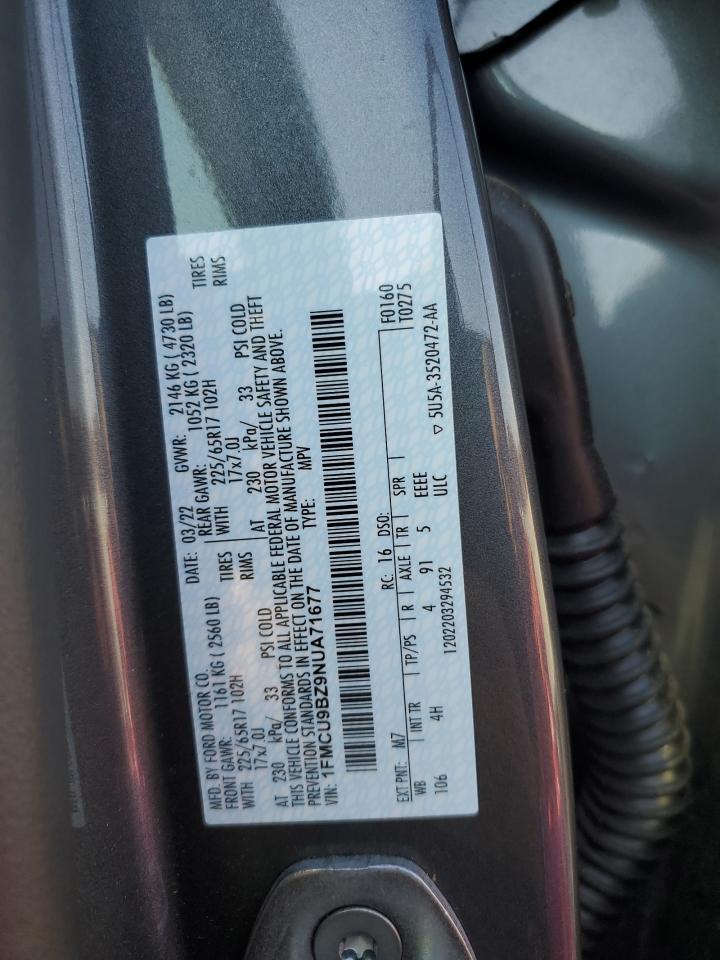 MFD. BY FORD MOTOR CO. DATE: 03/22 GVWR: 2146 KG ( 4730 LB)
FRONT GAWR: 1161 KG ( 2560 LB) REAR GAWR: 1052 KG ( 2320 LB)
WITH 225/65R17 102H TIRES WITH 225/65R17 102H TIRES
17x7.0J RIMS 17x7.0J RIMS
AT 230 kPa/ 33 PSI COLD AT 230 kPa/ 33 PSI COLD
THIS VEHICLE CONFORMS TO ALL APPLICABLE FEDERAL MOTOR VEHICLE SAFETY AND THEFT
PREVENTION STANDARDS IN EFFECT ON THE DATE OF MANUFACTURE SHOWN ABOVE.
VIN: 1FMCU9BZ9NUA71677 TYPE: MPV
F0160
EXT PNT: M7 RC: 16 DSO: T0275
WB INT TR TP/PS R AXLE TR SPR
106 4H 4 91 5 EEEE
ULC ▽ 5U5A-3520472-AA
1202203294532